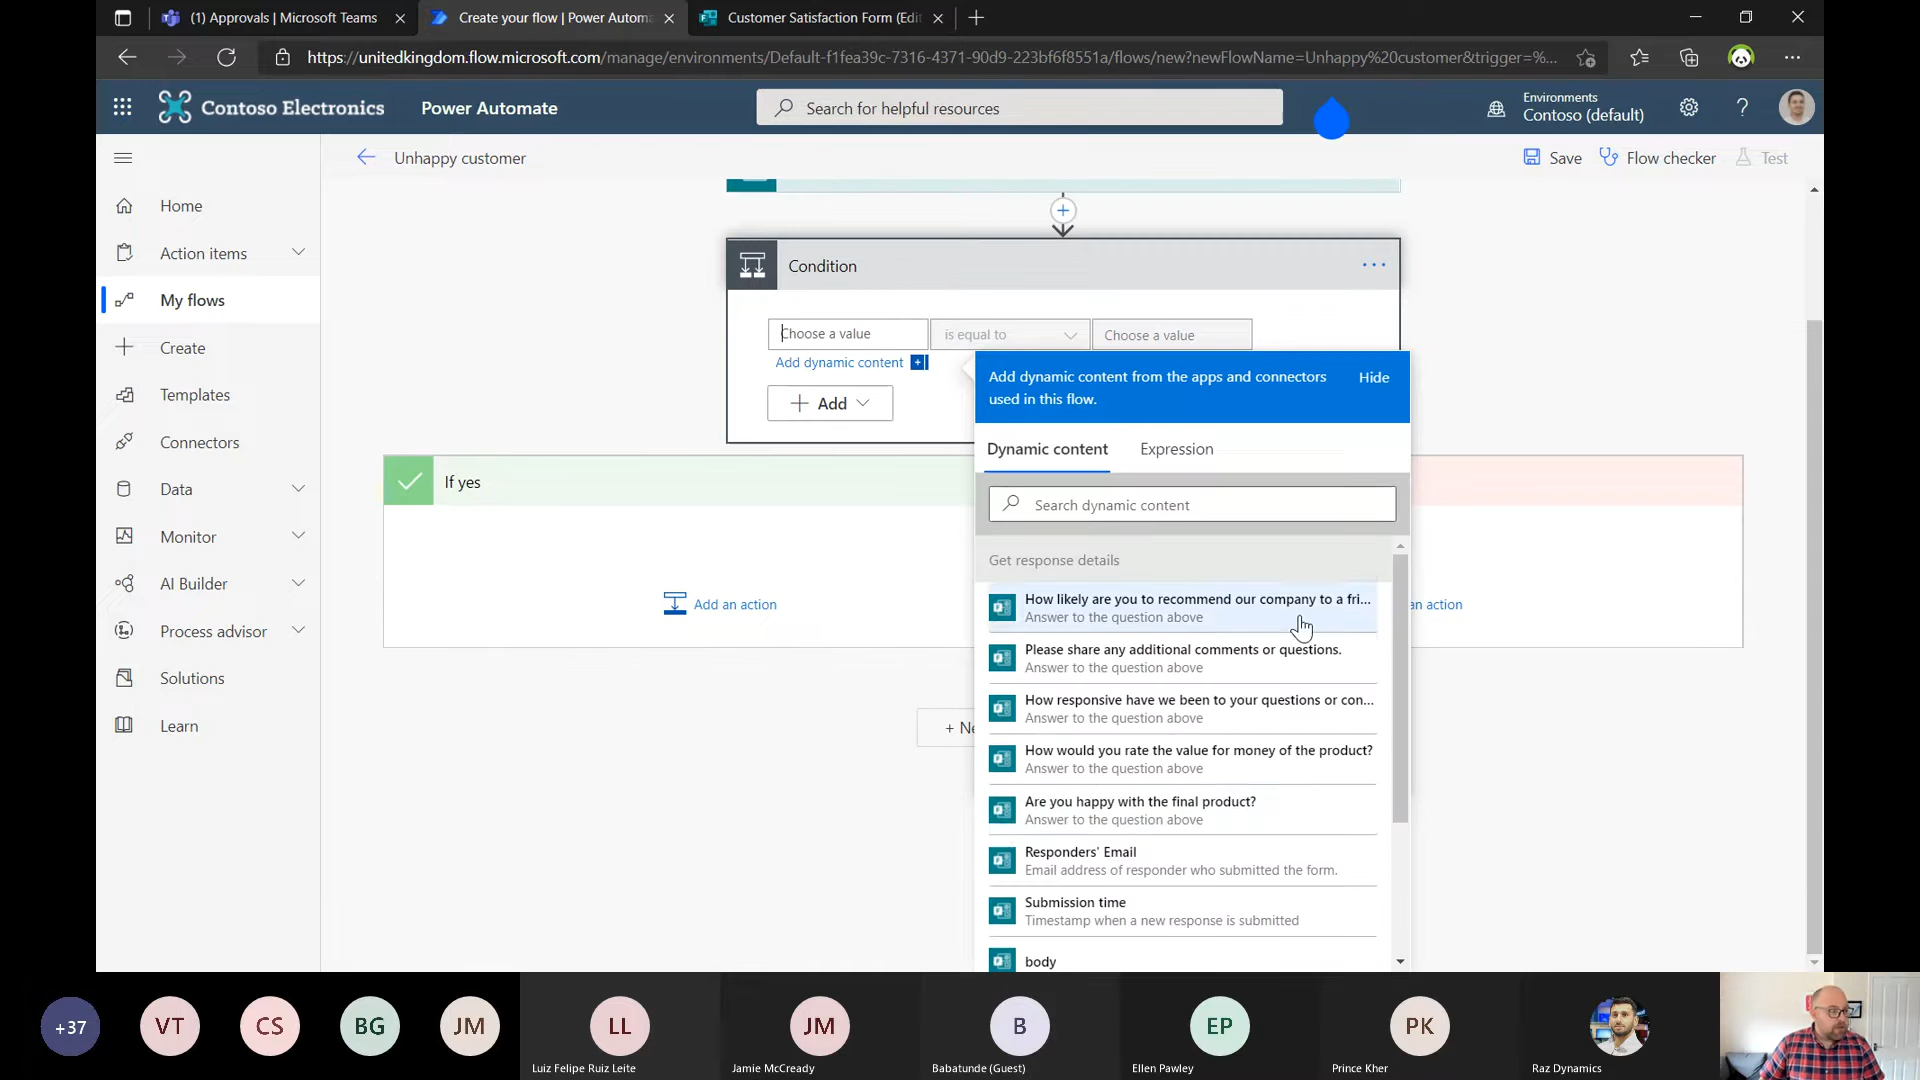 (1) Approvals | Microsoft Teams
Create your flow | Power Autom
Customer Satisfaction Form (Edi
https://unitedkingdom.flow.microsoft.com/manage/environments/Default-f1fea39c-7316-4371-90d9-223bf6f8551a/flows/new?newFlowName=Unhappy%20customer&trigger=%...
Contoso Electronics
Power Automate
Search for helpful resources
Environments
Contoso (default)
Unhappy customer
Save
Flow checker
Test
Home
Action items
My flows
Create
Templates
Connectors
Data
Monitor
AI Builder
Process advisor
Solutions
Learn
Condition
Choose a value
is equal to
Choose a value
Add dynamic content
Add
If yes
Add an action
+ Ne
an action
Add dynamic content from the apps and connectors
used in this flow.
Hide
Dynamic content
Expression
Search dynamic content
Get response details
How likely are you to recommend our company to a fri...
Answer to the question above
Please share any additional comments or questions.
Answer to the question above
How responsive have we been to your questions or con...
Answer to the question above
How would you rate the value for money of the product?
Answer to the question above
Are you happy with the final product?
Answer to the question above
Responders' Email
Email address of responder who submitted the form.
Submission time
Timestamp when a new response is submitted
body
+37
VT
CS
BG
JM
LL
Luiz Felipe Ruiz Leite
JM
Jamie McCready
B
Babatunde (Guest)
EP
Ellen Pawley
PK
Prince Kher
Raz Dynamics